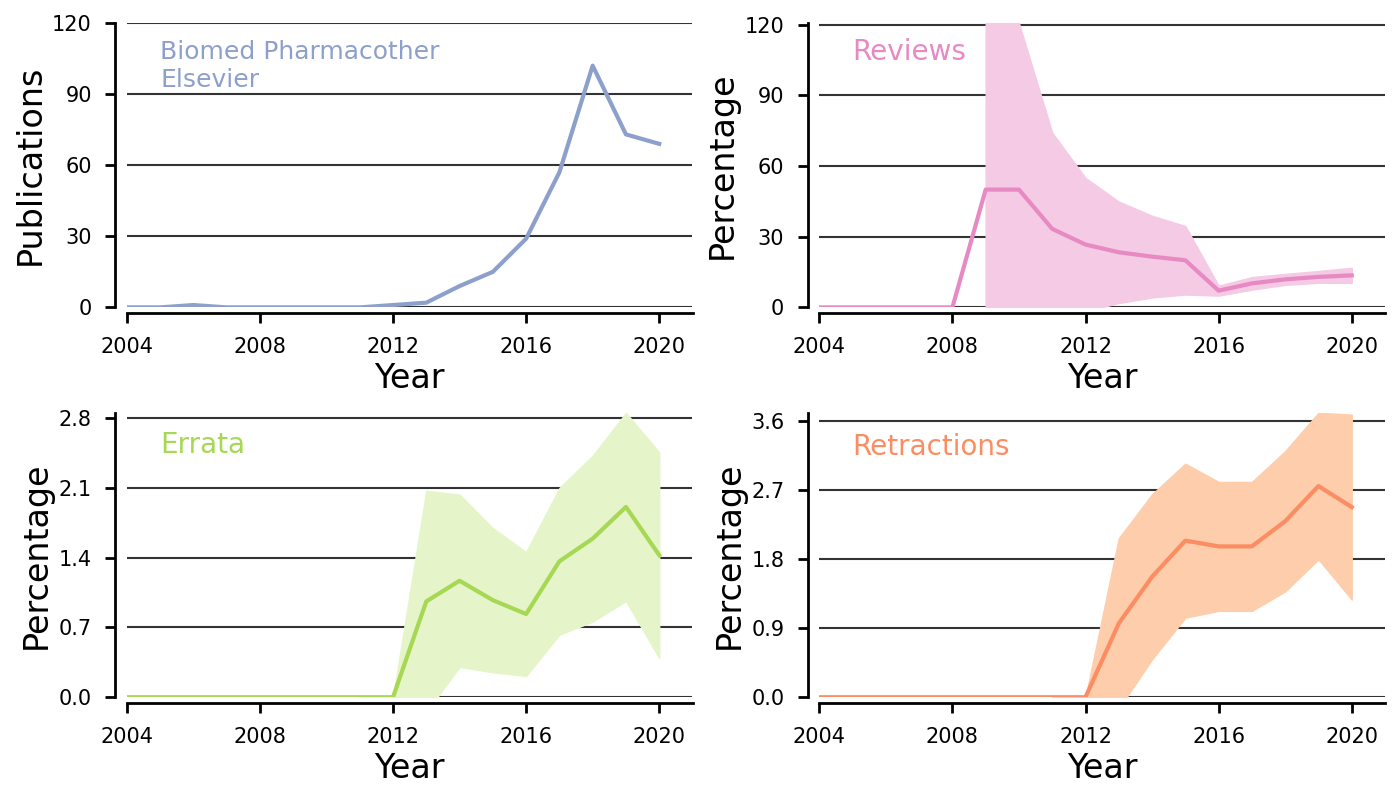 120
90
60
30
0
Publications
Biomed Pharmacother
Elsevier
2004 2008 2012 2016 2020
Year
120
90
60
30
0
Percentage
Reviews
2004 2008 2012 2016 2020
Year
2.8
2.1
1.4
0.7
0.0
Percentage
Errata
2004 2008 2012 2016 2020
Year
3.6
2.7
1.8
0.9
0.0
Percentage
Retractions
2004 2008 2012 2016 2020
Year